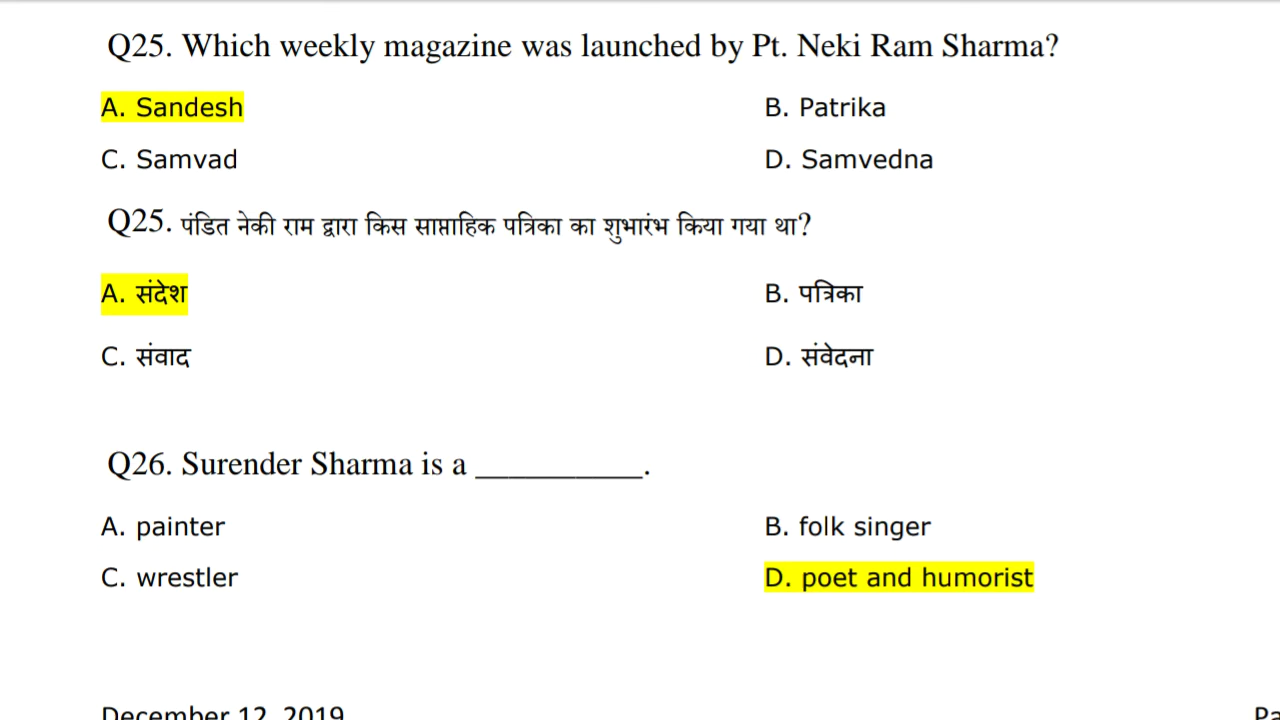 Q25. Which weekly magazine was launched by Pt. Neki Ram Sharma?
A. Sandesh B. Patrika
C. Samvad D. Samvedna
Q25. पंडित नेकी राम द्वारा किस साप्ताहिक पत्रिका का शुभारंभ किया गया था?
A. संदेश B. पत्रिका
C. संवाद D. संवेदना
Q26. Surender Sharma is a __________.
A. painter B. folk singer
C. wrestler D. poet and humorist
December 12, 2019